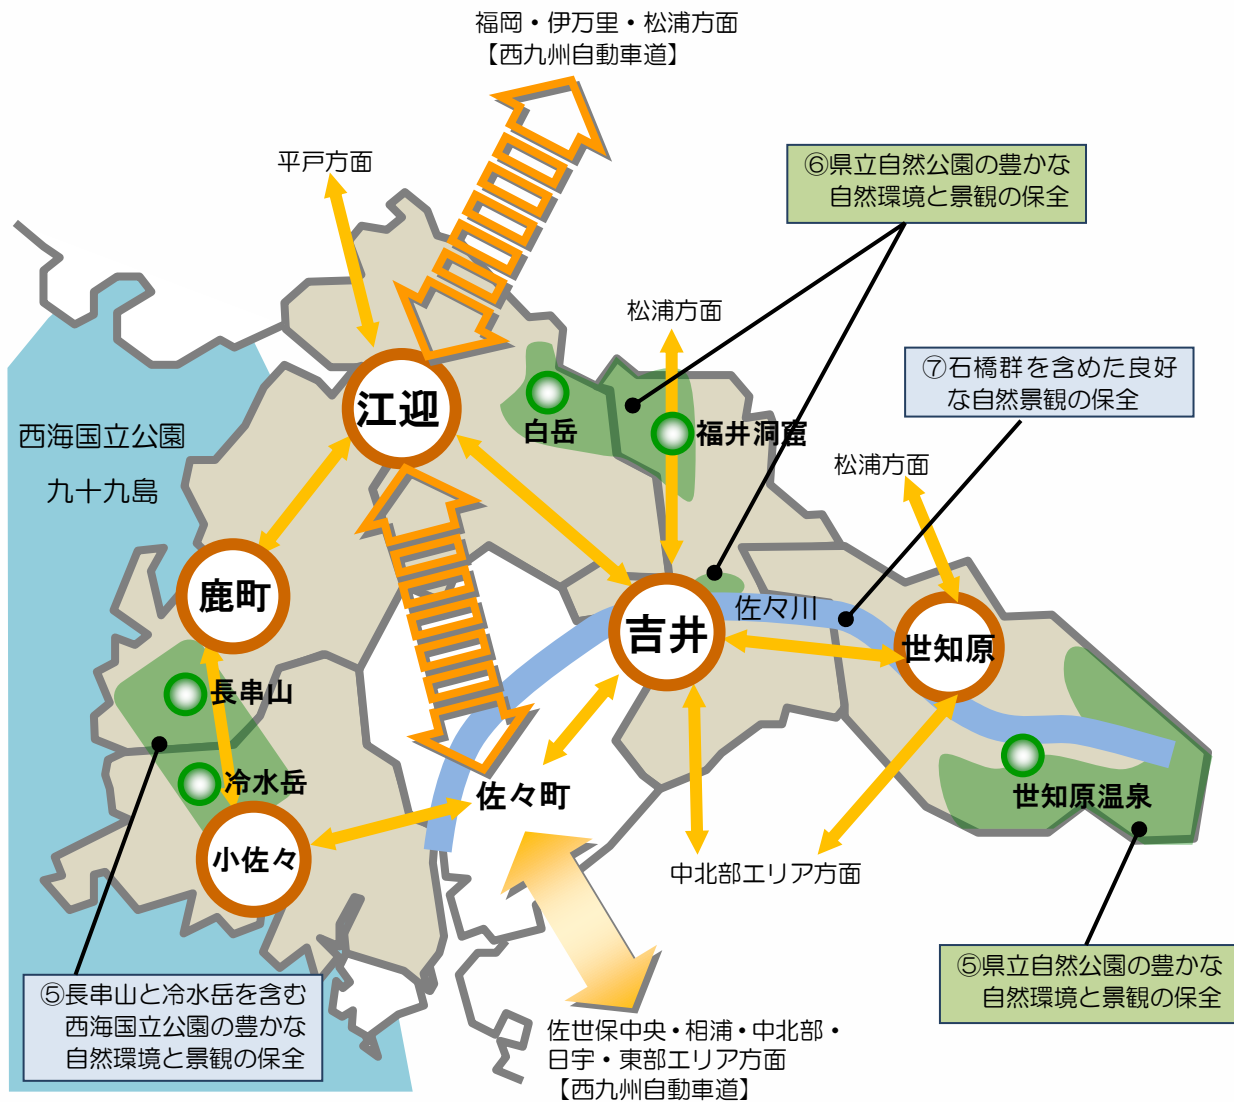 福岡・伊万里・松浦方面
【西九州自動車道】
平戸方面
⑥県立自然公園の豊かな
自然環境と景観の保全
松浦方面
⑦石橋群を含めた良好
な自然景観の保全
江迎
白岳
福井洞窟
西海国立公園
九十九島
松浦方面
鹿町
吉井
佐々川
世知原
長串山
冷水岳
佐々町
世知原温泉
小佐々
中北部エリア方面
⑤長串山と冷水岳を含む
西海国立公園の豊かな
自然環境と景観の保全
⑤県立自然公園の豊かな
自然環境と景観の保全
佐世保中央・相浦・中北部・
日宇・東部エリア方面
【西九州自動車道】